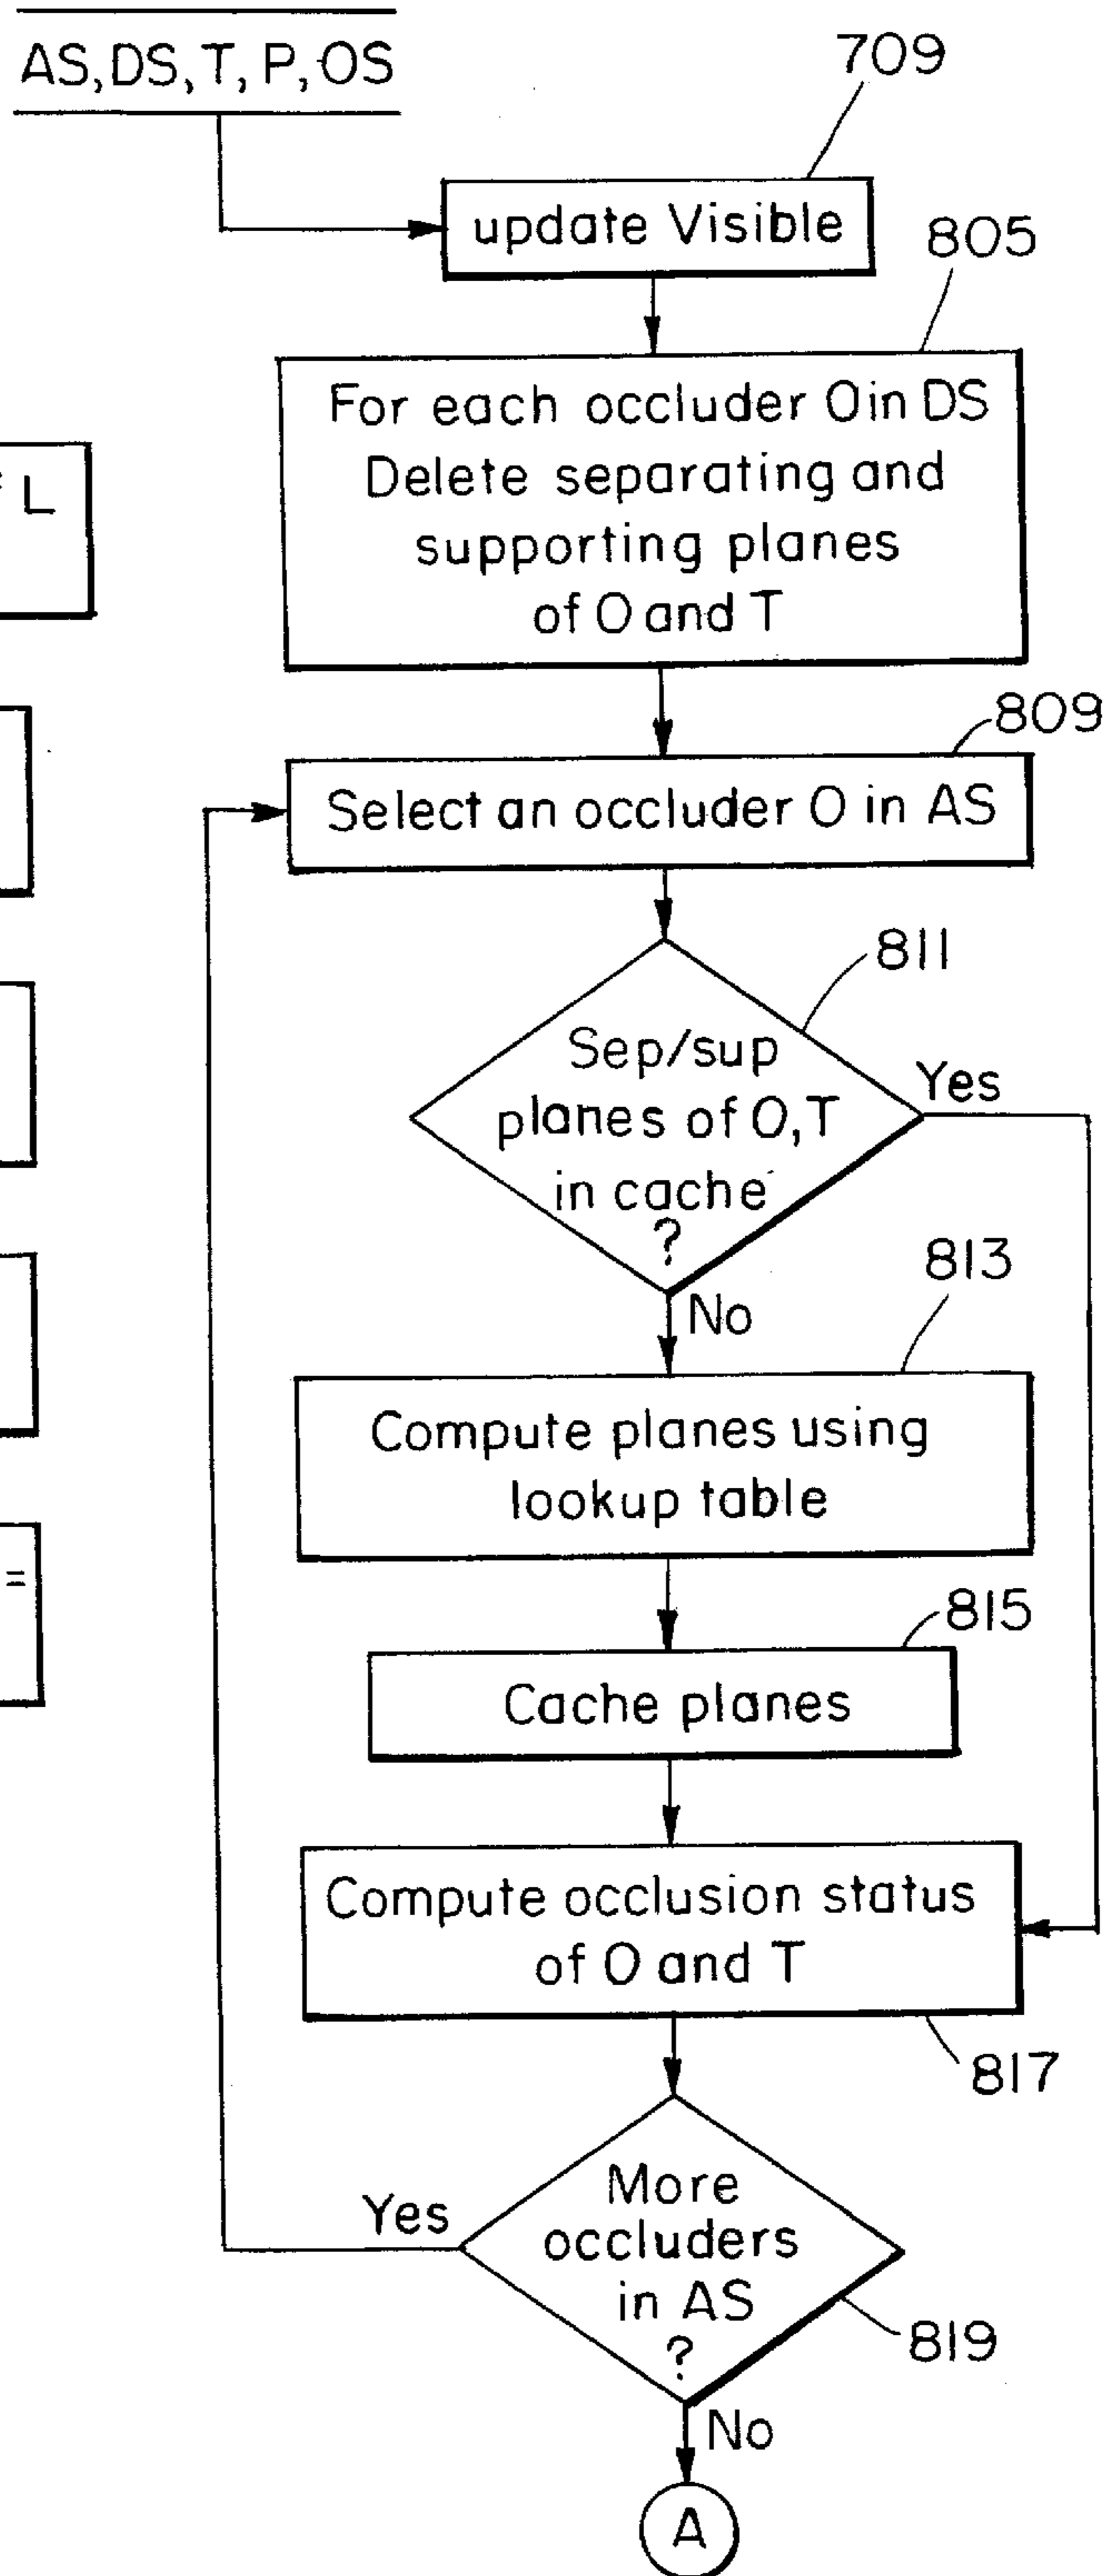 AS, DS, T, P, OS
709
update Visible
805
For each occluder O in DS
Delete separating and
supporting planes
of O and T
L
809
Select an occluder O in AS
811
Sep/sup
planes of O, T
in cache
?
Yes
No
813
Compute planes using
lookup table
=
815
Cache planes
Compute occlusion status
of O and T
817
More
occluders
in AS
?
Yes
819
No
A